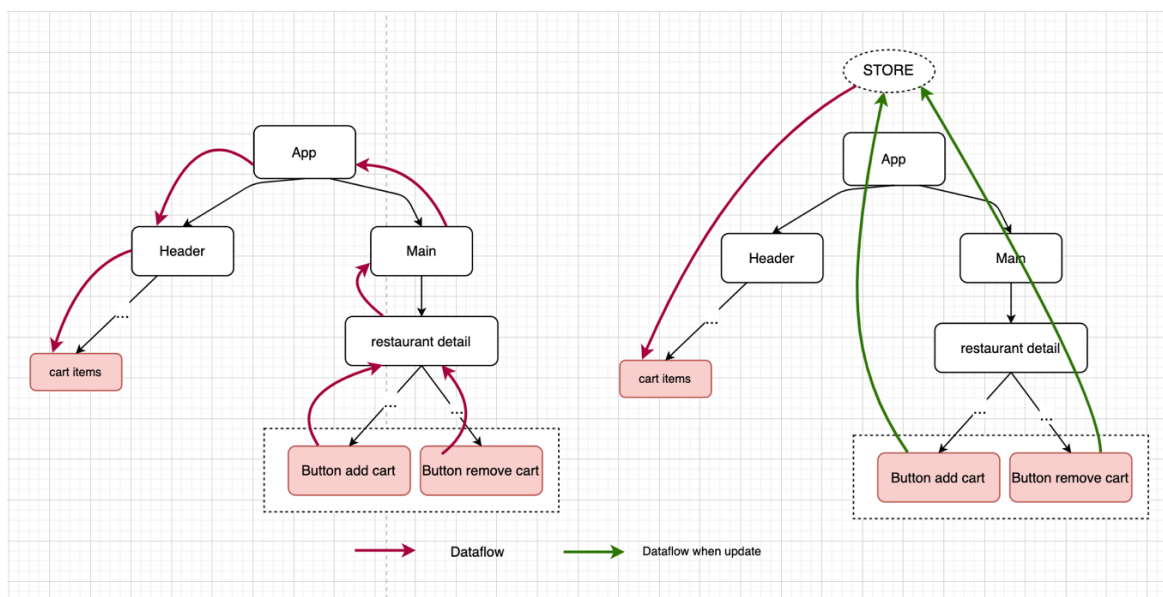 App
Header
Main
...
restaurant detail
cart items
...
...
Button add cart
Button remove cart
STORE
App
Header
Main
...
restaurant detail
cart items
...
...
Button add cart
Button remove cart
Dataflow
Dataflow when update